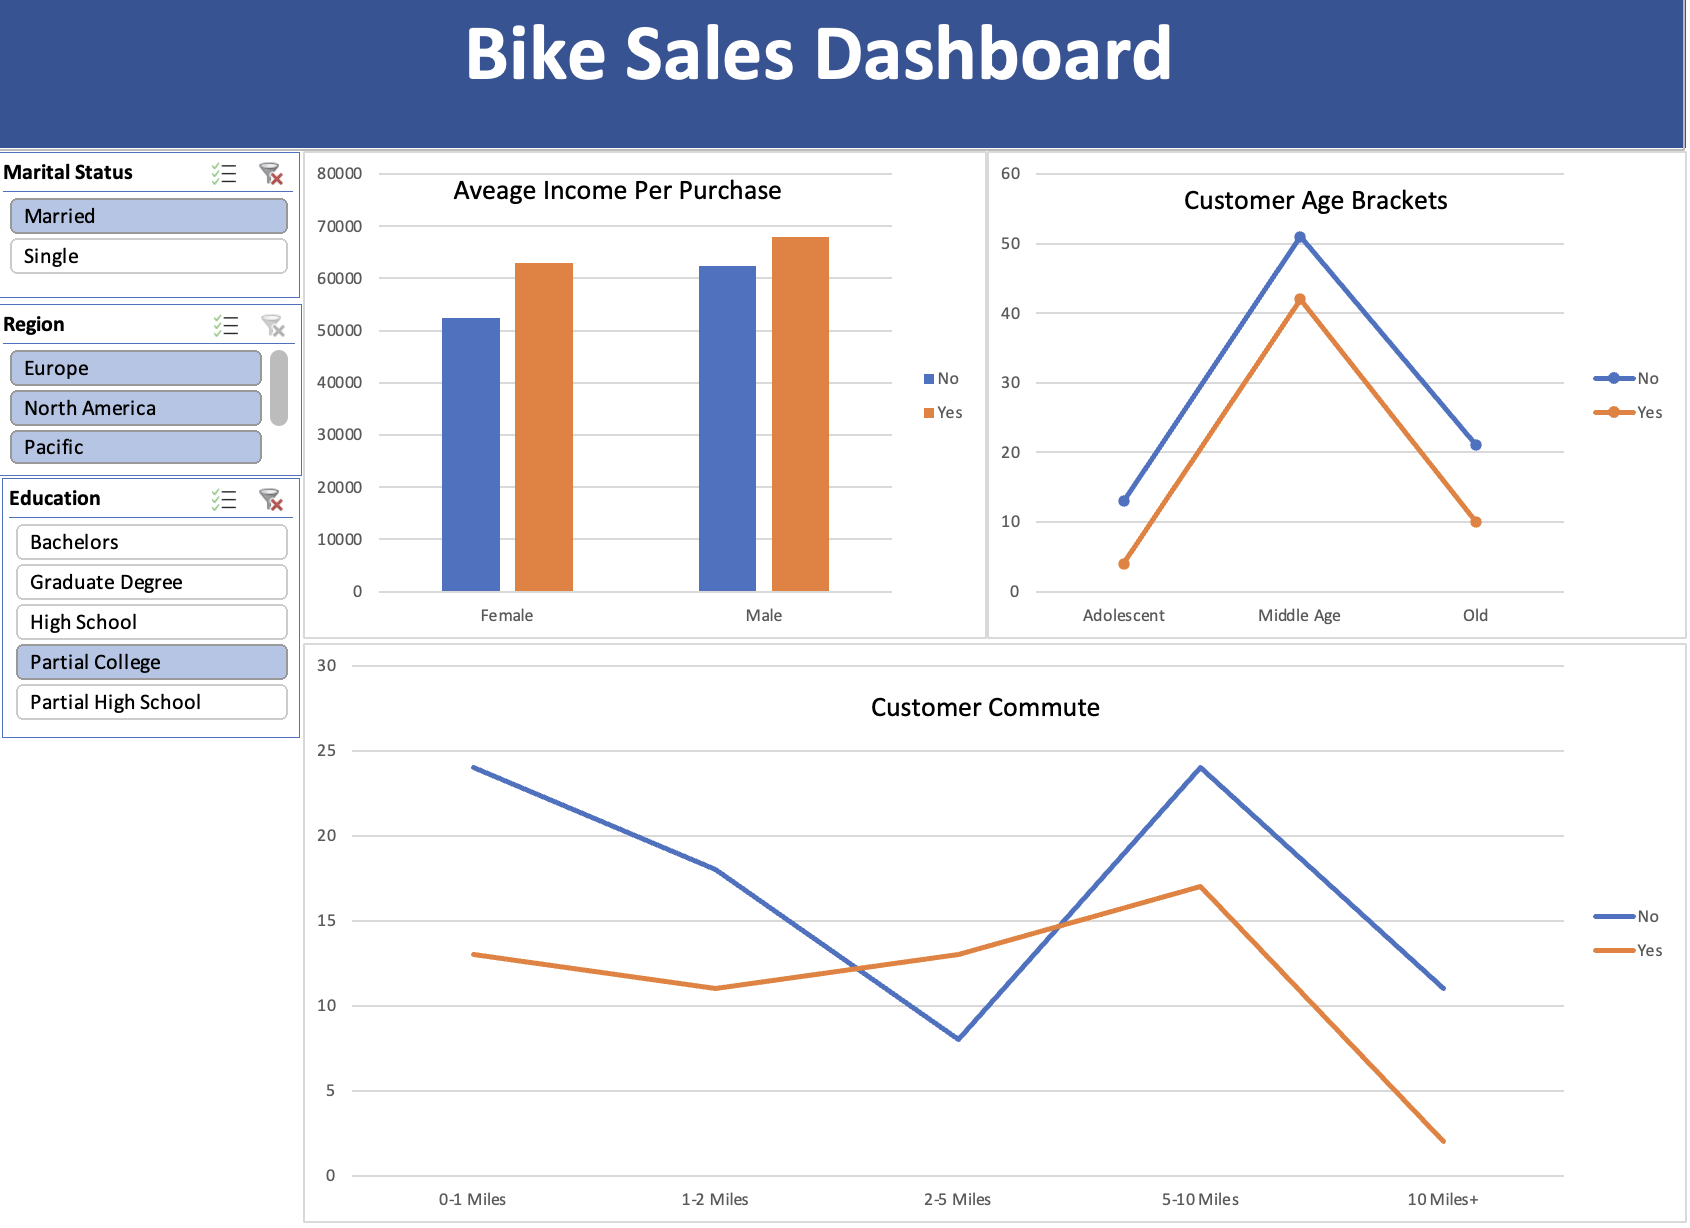 Bike Sales Dashboard
Marital Status
Married
Single
Region
Europe
North America
Pacific
Education
Bachelors
Graduate Degree
High School
Partial College
Partial High School
Aveage Income Per Purchase
80000
70000
60000
50000
40000
30000
20000
10000
0
Female Male
No
Yes
Customer Age Brackets
60
50
40
30
20
10
0
Adolescent Middle Age Old
No
Yes
Customer Commute
30
25
20
15
10
5
0
0-1 Miles 1-2 Miles 2-5 Miles 5-10 Miles 10 Miles+
No
Yes